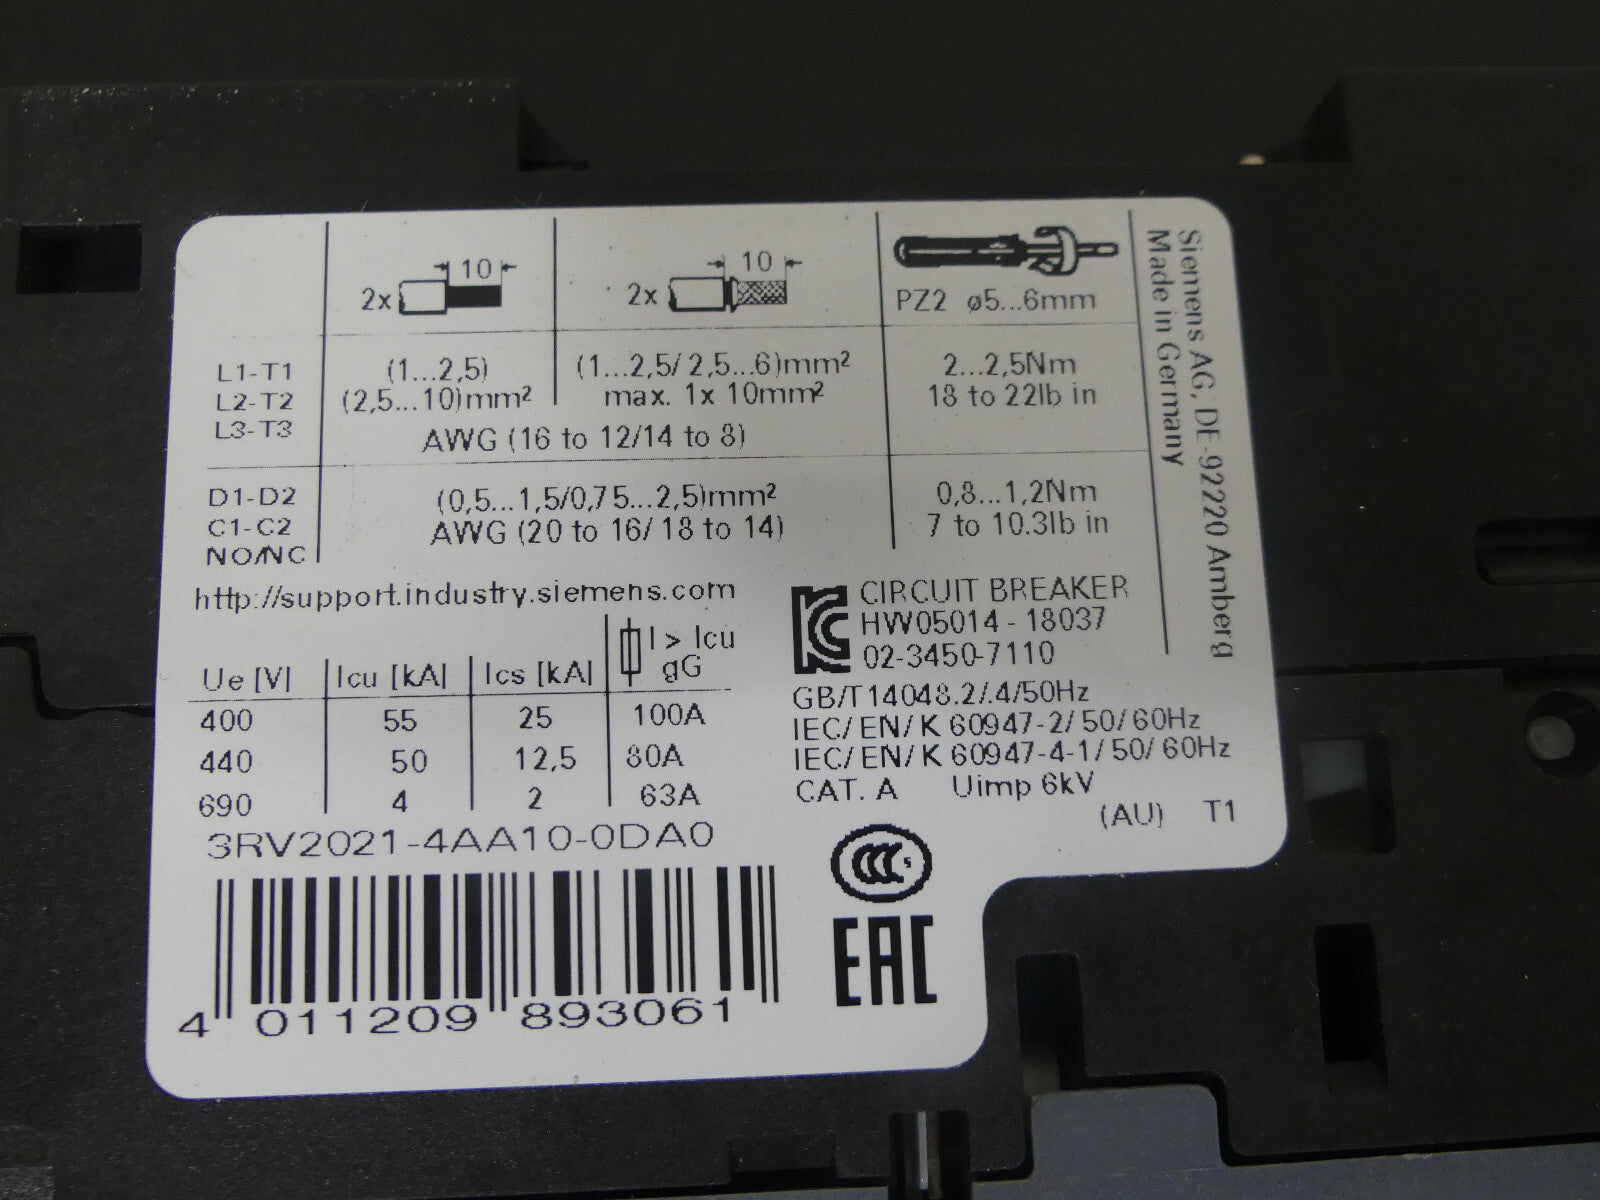 10
10
2x
2x
PZ2 ø5...6mm
L1-T1
L2-T2
L3-T3
(1...2,5)
(2,5...10)mm²
(1...2,5/2,5...6)mm²
max. 1x 10mm²
AWG (16 to 12/14 to 8)
2...2,5Nm
18 to 22lb in
D1-D2
C1-C2
NO/NC
(0,5...1,5/0,75...2,5)mm²
AWG (20 to 16/18 to 14)
0,8...1,2Nm
7 to 10.3lb in
Siemens AG, DE-92220 Amberg
Made in Germany
http://support.industry.siemens.com
Ue [V] Icu [kA] Ics [kA] I > Icu
gG
400 55 25 100A
440 50 12,5 80A
690 4 2 63A
CIRCUIT BREAKER
HW05014-18037
02-3450-7110
GB/T14048.2/.4/50Hz
IEC/EN/K 60947-2/50/60Hz
IEC/EN/K 60947-4-1/50/60Hz
CAT. A Uimp 6kV
(AU) T1
3RV2021-4AA10-0DA0
4 011209 893061
CCC S
EAC